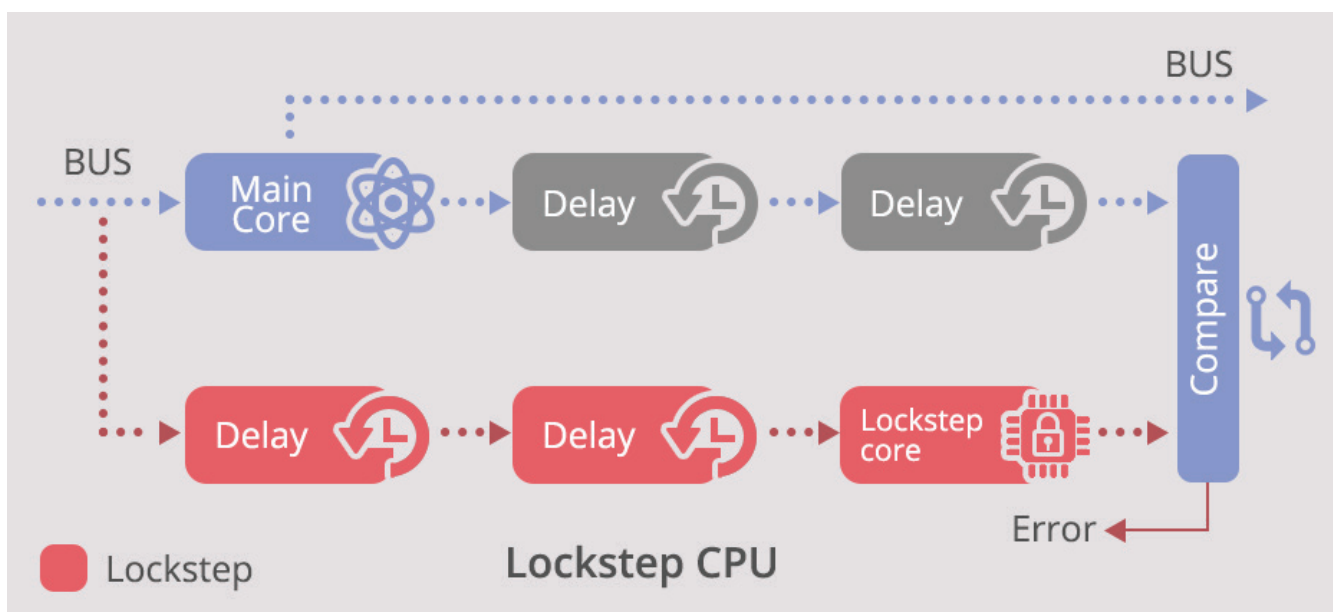 BUS
BUS
Main
Core
Delay
Delay
Compare
Delay
Delay
Lockstep
core
Error
Lockstep
Lockstep CPU